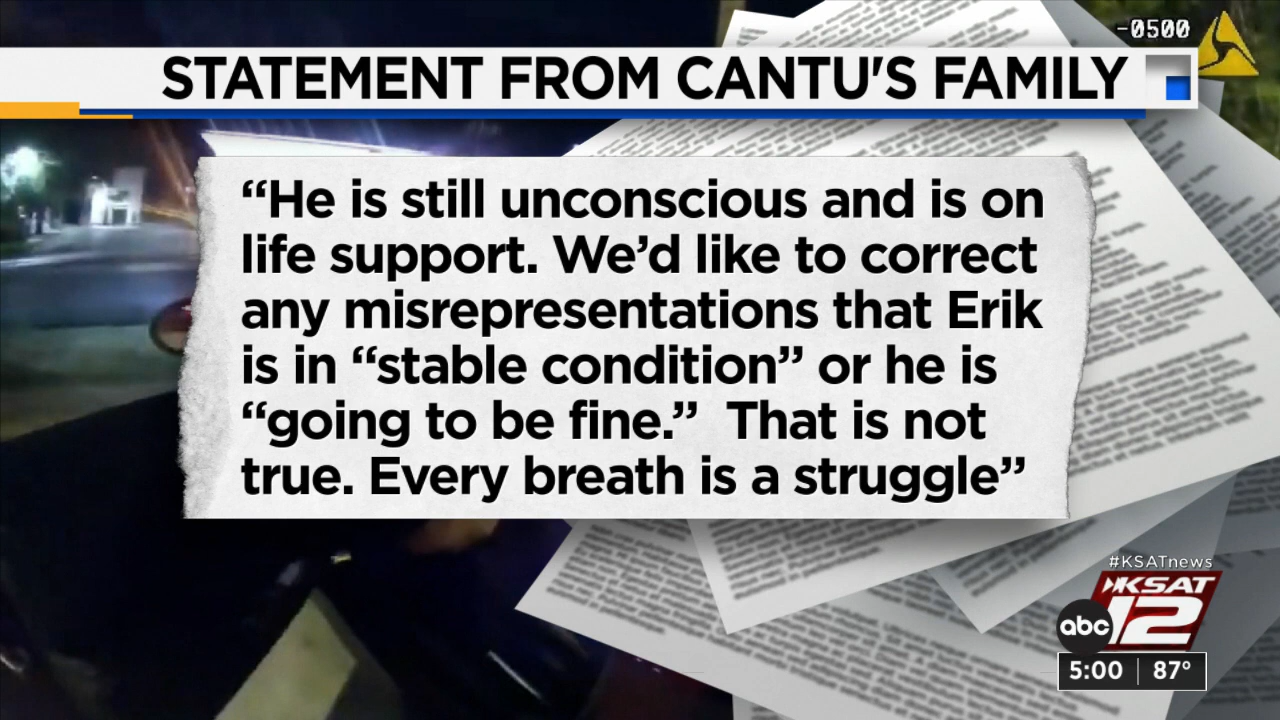 -0500
STATEMENT FROM CANTU'S FAMILY
“He is still unconscious and is on
life support. We’d like to correct
any misrepresentations that Erik
is in “stable condition” or he is
“going to be fine.”  That is not
true. Every breath is a struggle”
#KSATnews
KSAT
abc 12
5:00 87°